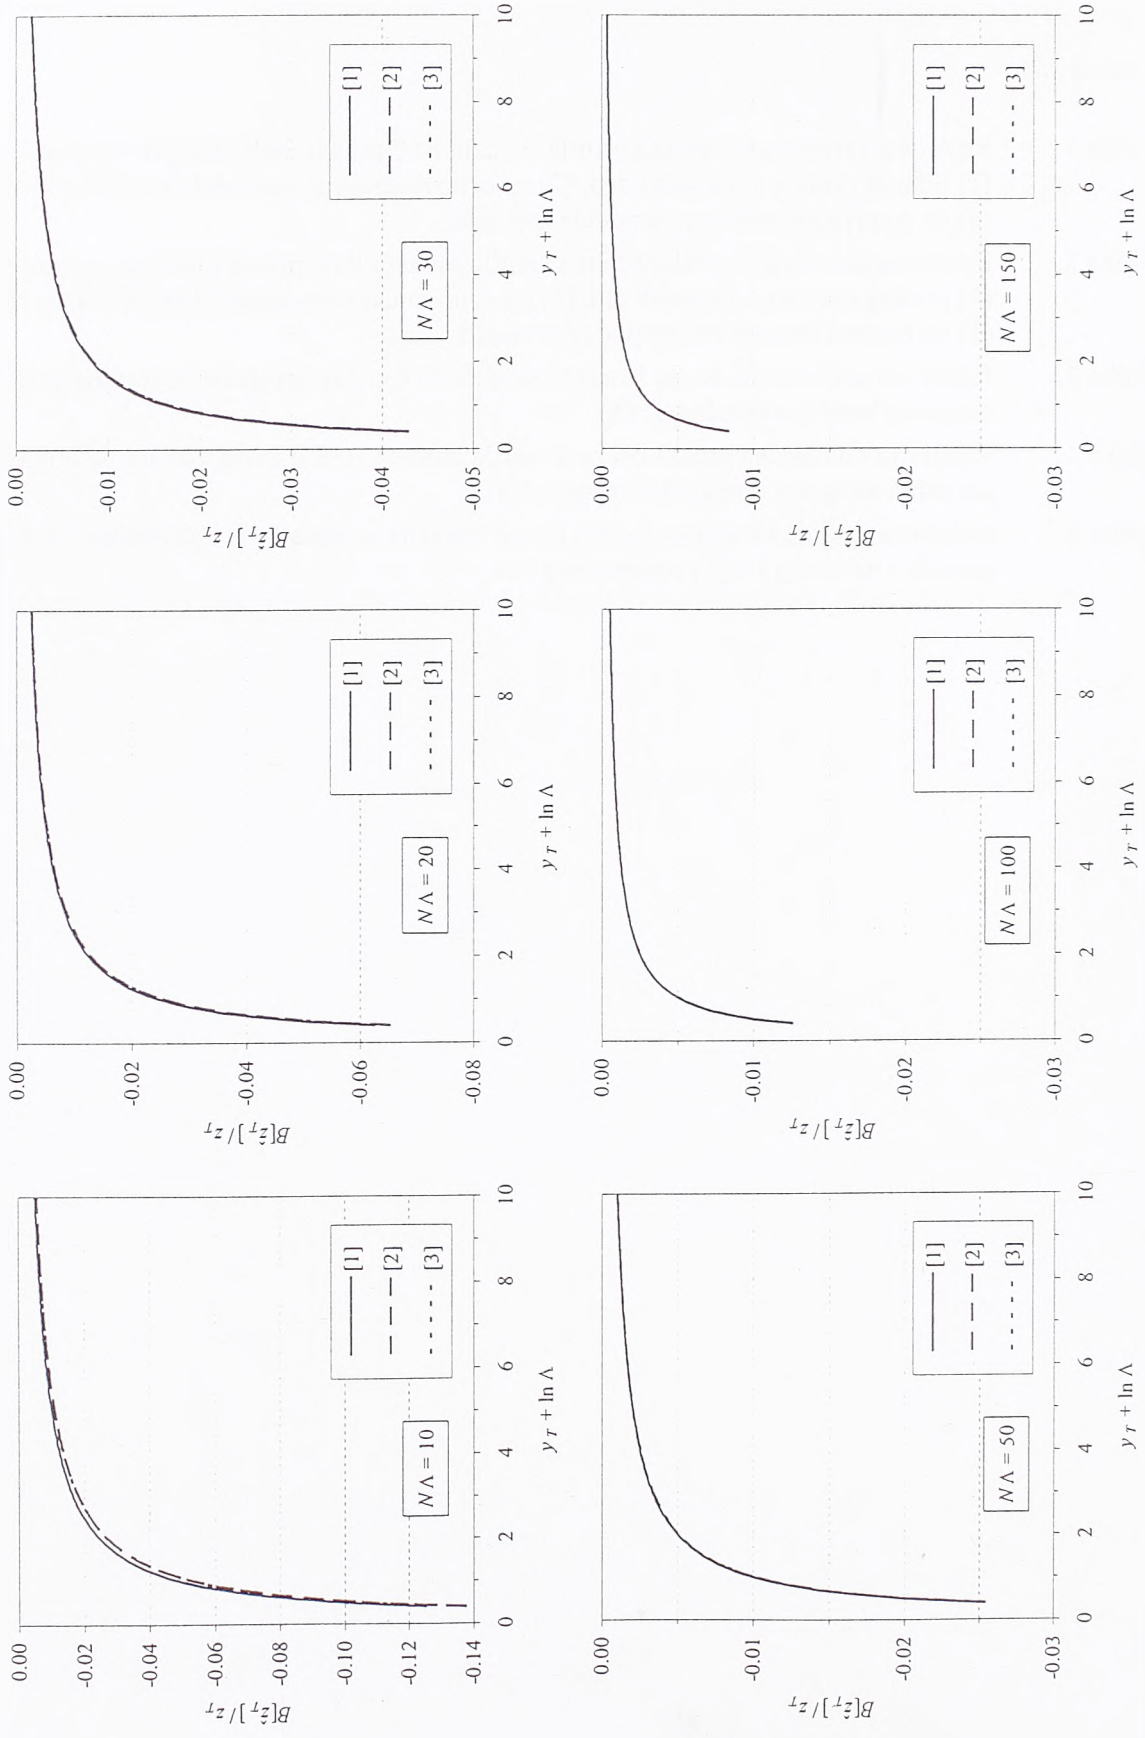 0.00
-0.02
-0.04
-0.06
-0.08
-0.10
-0.12
-0.14
B[ẑ_T]/z_T
0 2 4 6 8 10
y_T + ln Λ
NΛ = 10
[1]
[2]
[3]
0.00
-0.02
-0.04
-0.06
-0.08
B[ẑ_T]/z_T
0 2 4 6 8 10
y_T + ln Λ
NΛ = 20
[1]
[2]
[3]
0.00
-0.01
-0.02
-0.03
-0.04
-0.05
B[ẑ_T]/z_T
0 2 4 6 8 10
y_T + ln Λ
NΛ = 30
[1]
[2]
[3]
0.00
-0.01
-0.02
-0.03
B[ẑ_T]/z_T
0 2 4 6 8 10
y_T + ln Λ
NΛ = 50
[1]
[2]
[3]
0.00
-0.01
-0.02
-0.03
B[ẑ_T]/z_T
0 2 4 6 8 10
y_T + ln Λ
NΛ = 100
[1]
[2]
[3]
0.00
-0.01
-0.02
-0.03
B[ẑ_T]/z_T
0 2 4 6 8 10
y_T + ln Λ
NΛ = 150
[1]
[2]
[3]